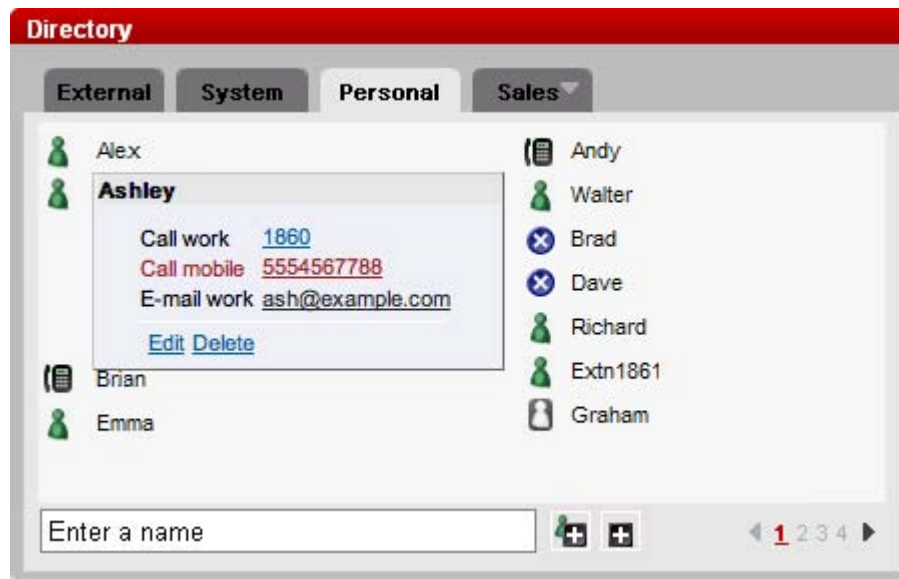 Directory
External System Personal Sales
Alex
Ashley
Call work 1860
Call mobile 5554567788
E-mail work ash@example.com
Edit Delete
Brian
Emma
Andy
Walter
Brad
Dave
Richard
Extn1861
Graham
Enter a name
1 2 3 4